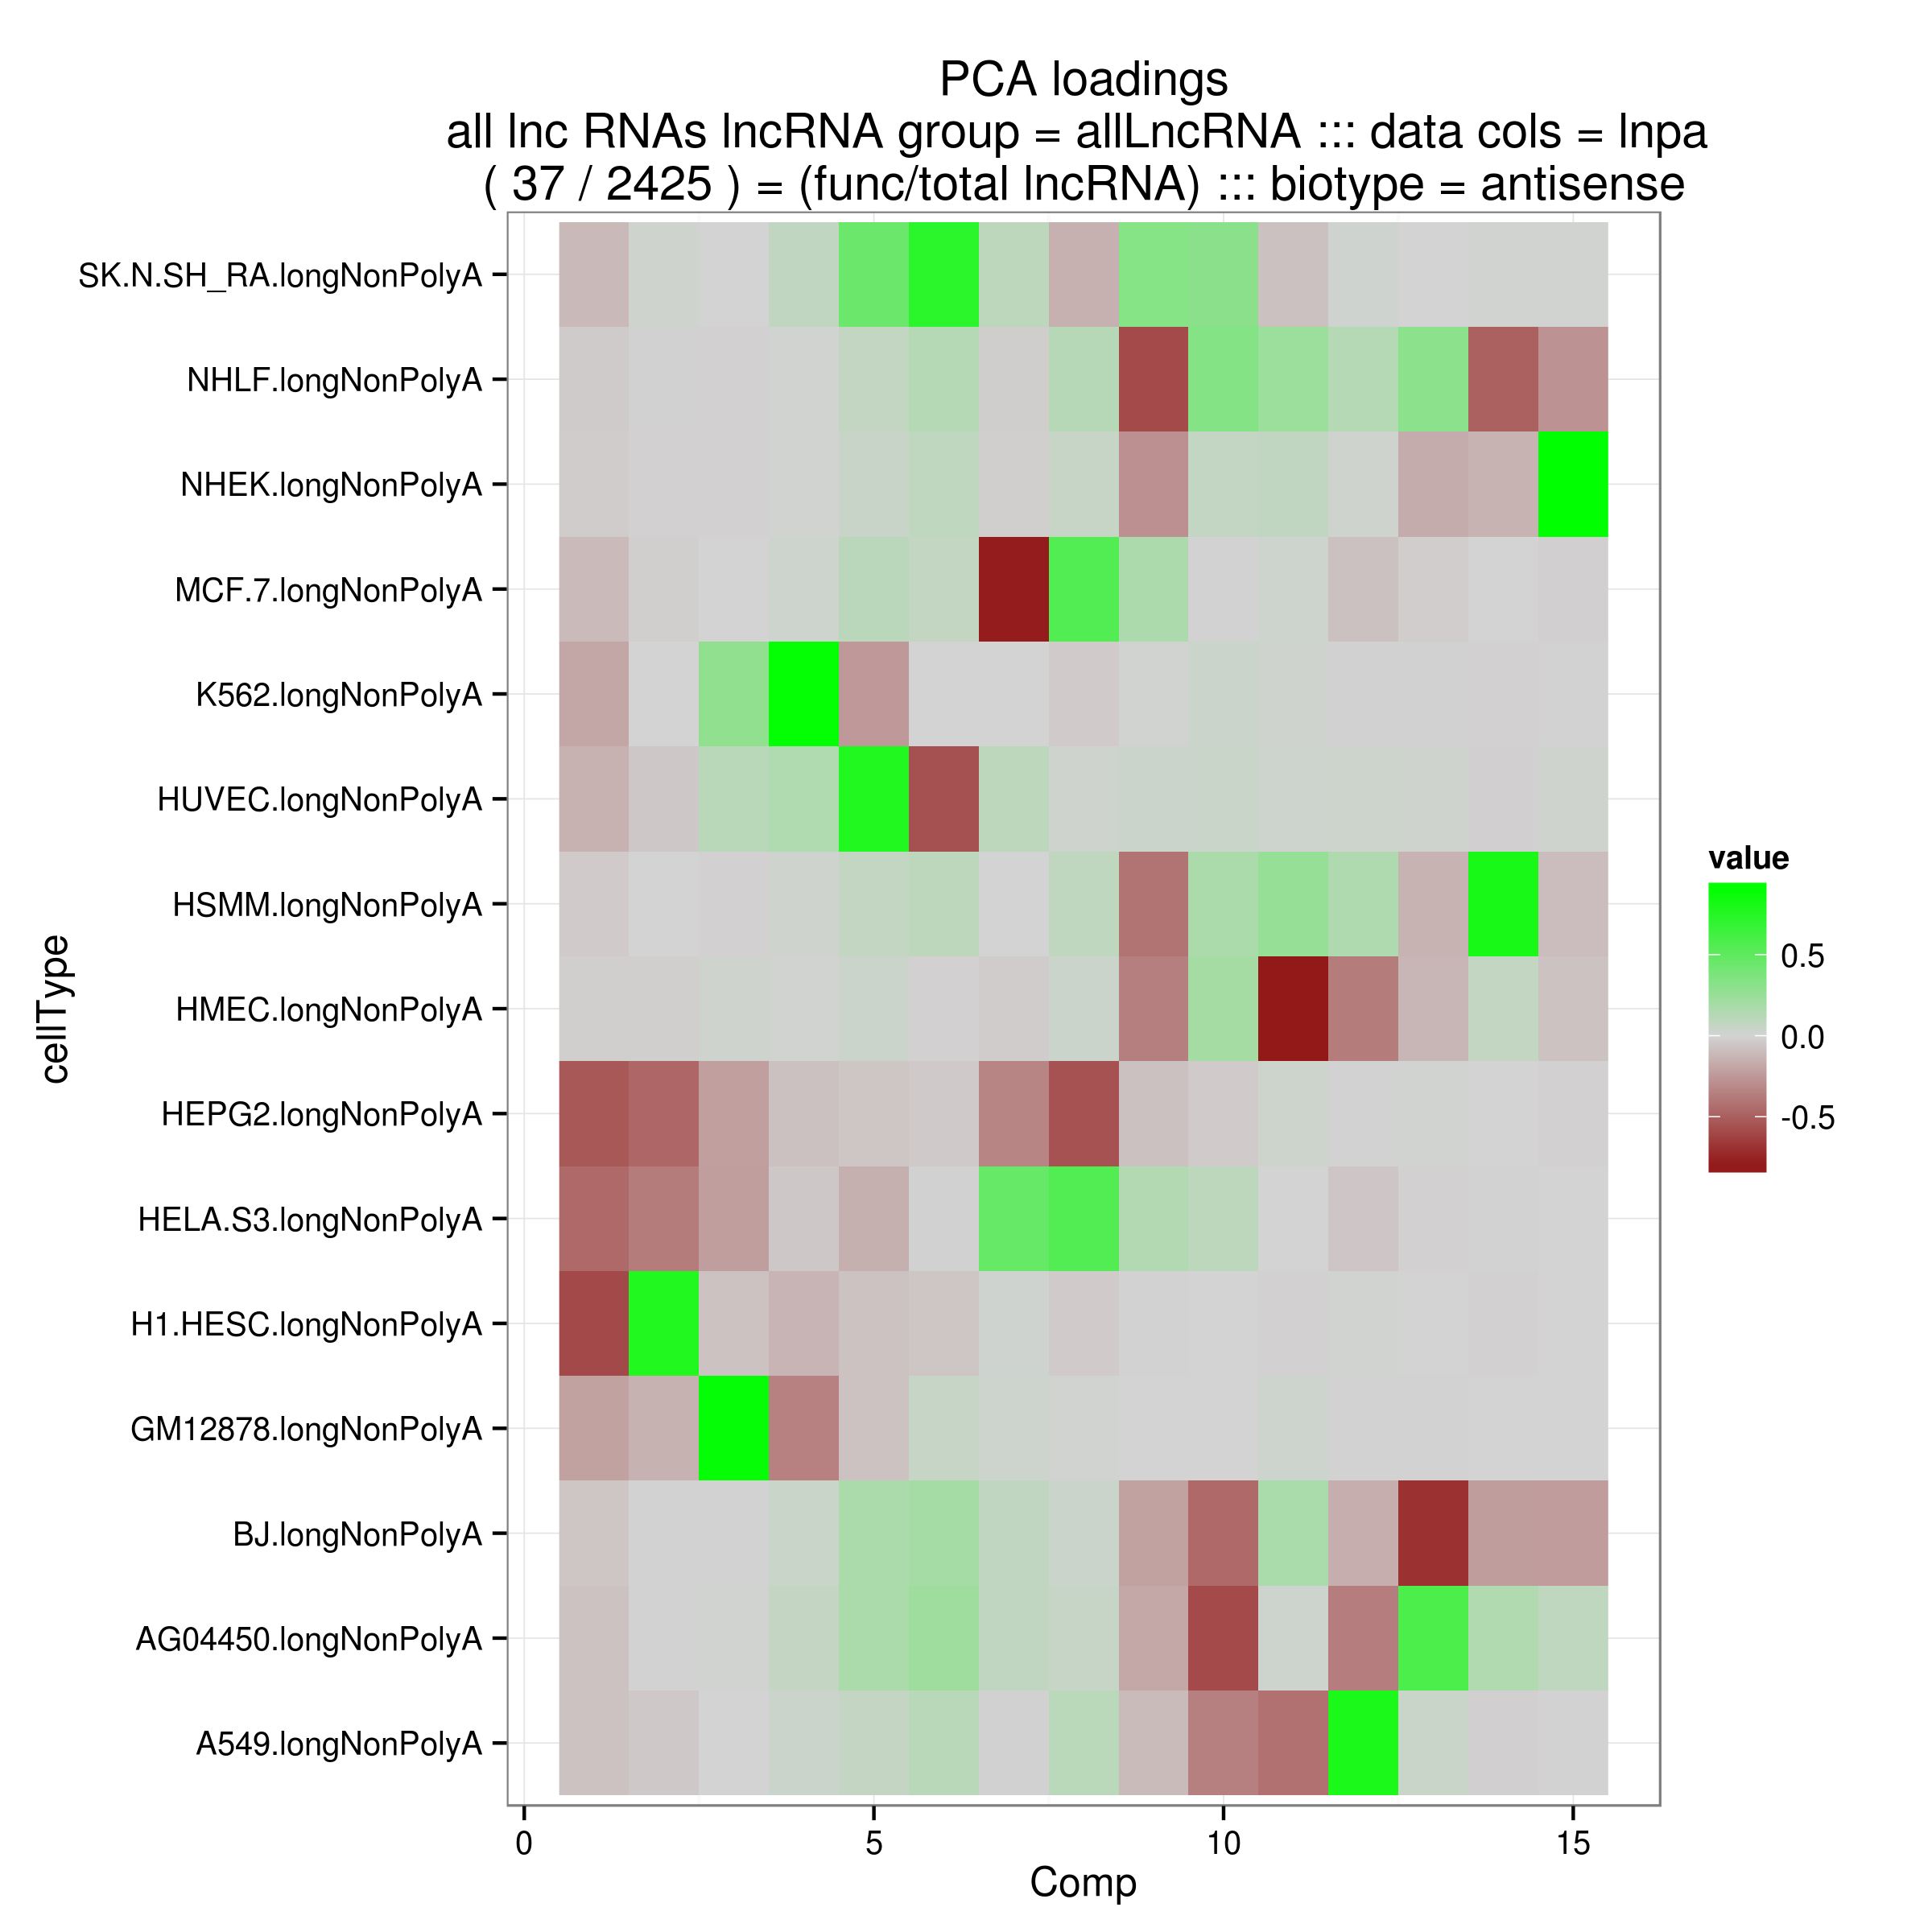 PCA loadings
all lnc RNAs lncRNA group = allLncRNA ::: data cols = lnpa
( 37 / 2425 ) = (func/total lncRNA) ::: biotype = antisense
SK.N.SH_RA.longNonPolyA
NHLF.longNonPolyA
NHEK.longNonPolyA
MCF.7.longNonPolyA
K562.longNonPolyA
HUVEC.longNonPolyA
HSMM.longNonPolyA
HMEC.longNonPolyA
HEPG2.longNonPolyA
HELA.S3.longNonPolyA
H1.HESC.longNonPolyA
GM12878.longNonPolyA
BJ.longNonPolyA
AG04450.longNonPolyA
A549.longNonPolyA
cellType
0 5 10 15
Comp
value
0.5
0.0
-0.5